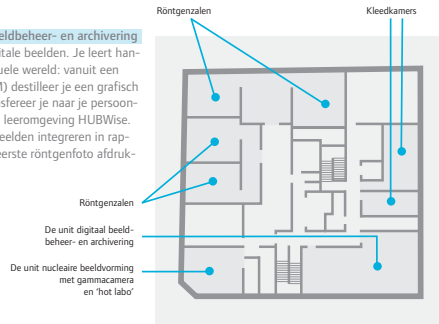 eldbeheer- en archivering
itale beelden. Je leert han-
uele wereld: vanuit een
M) destilleer je een grafisch
sfereer je naar je persoon-
leeromgeving HUBWise.
eelden integreren in rap-
eerste röntgenfoto afdruk-
Röntgenzalen
Kleedkamers
Röntgenzalen
De unit digitaal beeld-
beheer- en archivering
De unit nucleaire beeldvorming
met gammacamera
en ‘hot labo’